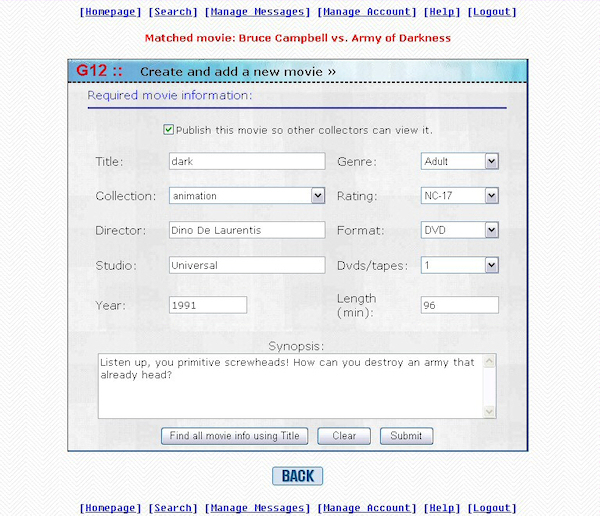 [Homepage] [Search] [Manage Messages] [Manage Account] [Help] [Logout]
Matched movie: Bruce Campbell vs. Army of Darkness
G12 :: Create and add a new movie »
Required movie information:
Publish this movie so other collectors can view it.
Title: dark Genre: Adult
Collection: animation Rating: NC-17
Director: Dino De Laurentis Format: DVD
Studio: Universal Dvds/tapes: 1
Year: 1991 Length (min): 96
Synopsis:
Listen up, you primitive screwheads! How can you destroy an army that
already head?
Find all movie info using Title Clear Submit
BACK
[Homepage] [Search] [Manage Messages] [Manage Account] [Help] [Logout]